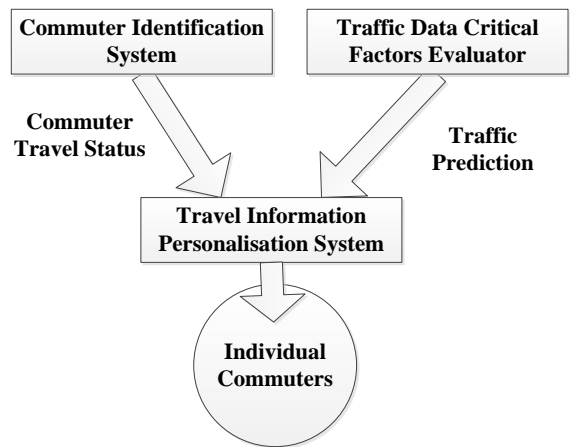 Commuter Identification
System
Traffic Data Critical
Factors Evaluator
Commuter
Travel Status
Traffic
Prediction
Travel Information
Personalisation System
Individual
Commuters